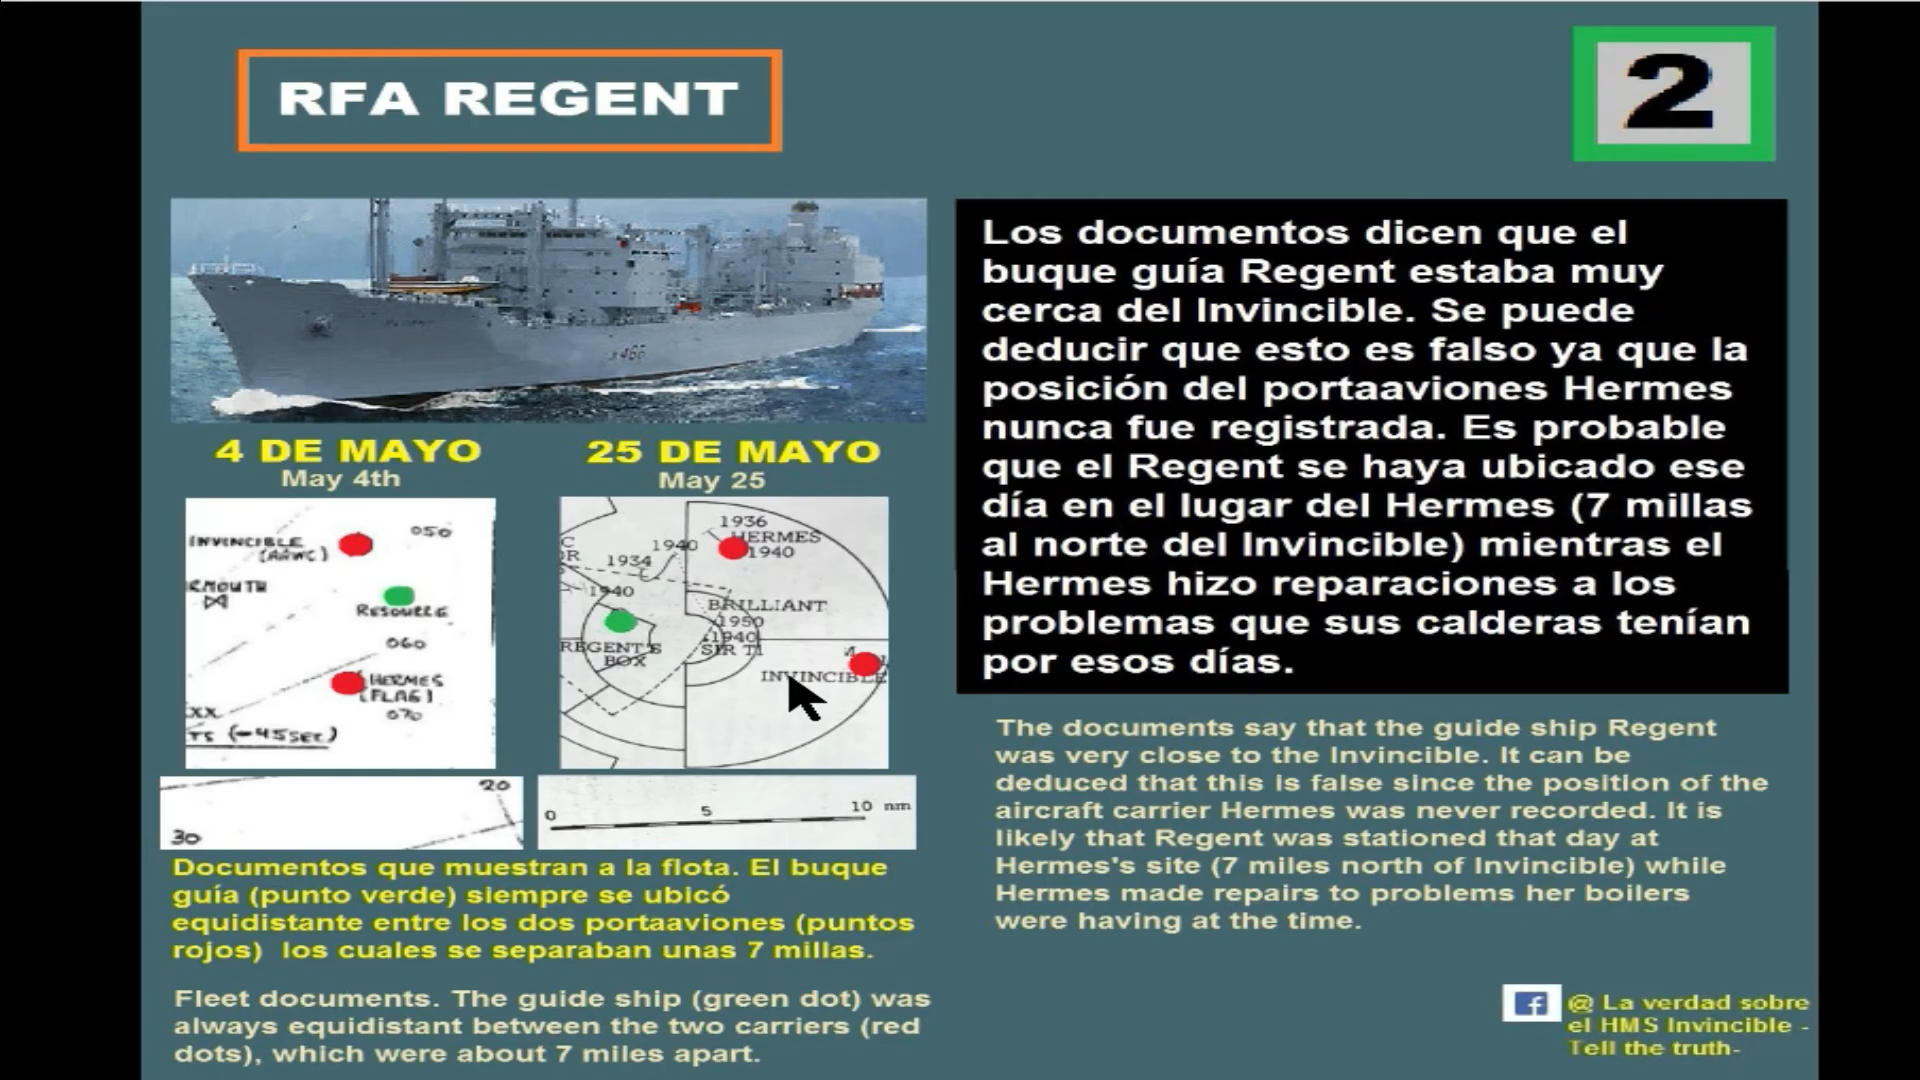 RFA REGENT
2
4 DE MAYO
May 4th
25 DE MAYO
May 25
INVINCIBLE
(AAWC)
050
RMOUTH
RESOURCE
060
HERMES
(FLAG)
070
XX
TS (-45SEC)
20
30
1936
HERMES
1940
1940
1934
1940
BRILLIANT
1950
1940
SIR TI
REGENT'S
BOX
INVINCIBLE
0 5 10 nm
Documentos que muestran a la flota. El buque
guía (punto verde) siempre se ubicó
equidistante entre los dos portaaviones (puntos
rojos) los cuales se separaban unas 7 millas.
Fleet documents. The guide ship (green dot) was
always equidistant between the two carriers (red
dots), which were about 7 miles apart.
Los documentos dicen que el
buque guía Regent estaba muy
cerca del Invincible. Se puede
deducir que esto es falso ya que la
posición del portaaviones Hermes
nunca fue registrada. Es probable
que el Regent se haya ubicado ese
día en el lugar del Hermes (7 millas
al norte del Invincible) mientras el
Hermes hizo reparaciones a los
problemas que sus calderas tenían
por esos días.
The documents say that the guide ship Regent
was very close to the Invincible. It can be
deduced that this is false since the position of the
aircraft carrier Hermes was never recorded. It is
likely that Regent was stationed that day at
Hermes's site (7 miles north of Invincible) while
Hermes made repairs to problems her boilers
were having at the time.
@ La verdad sobre
el HMS Invincible -
Tell the truth-